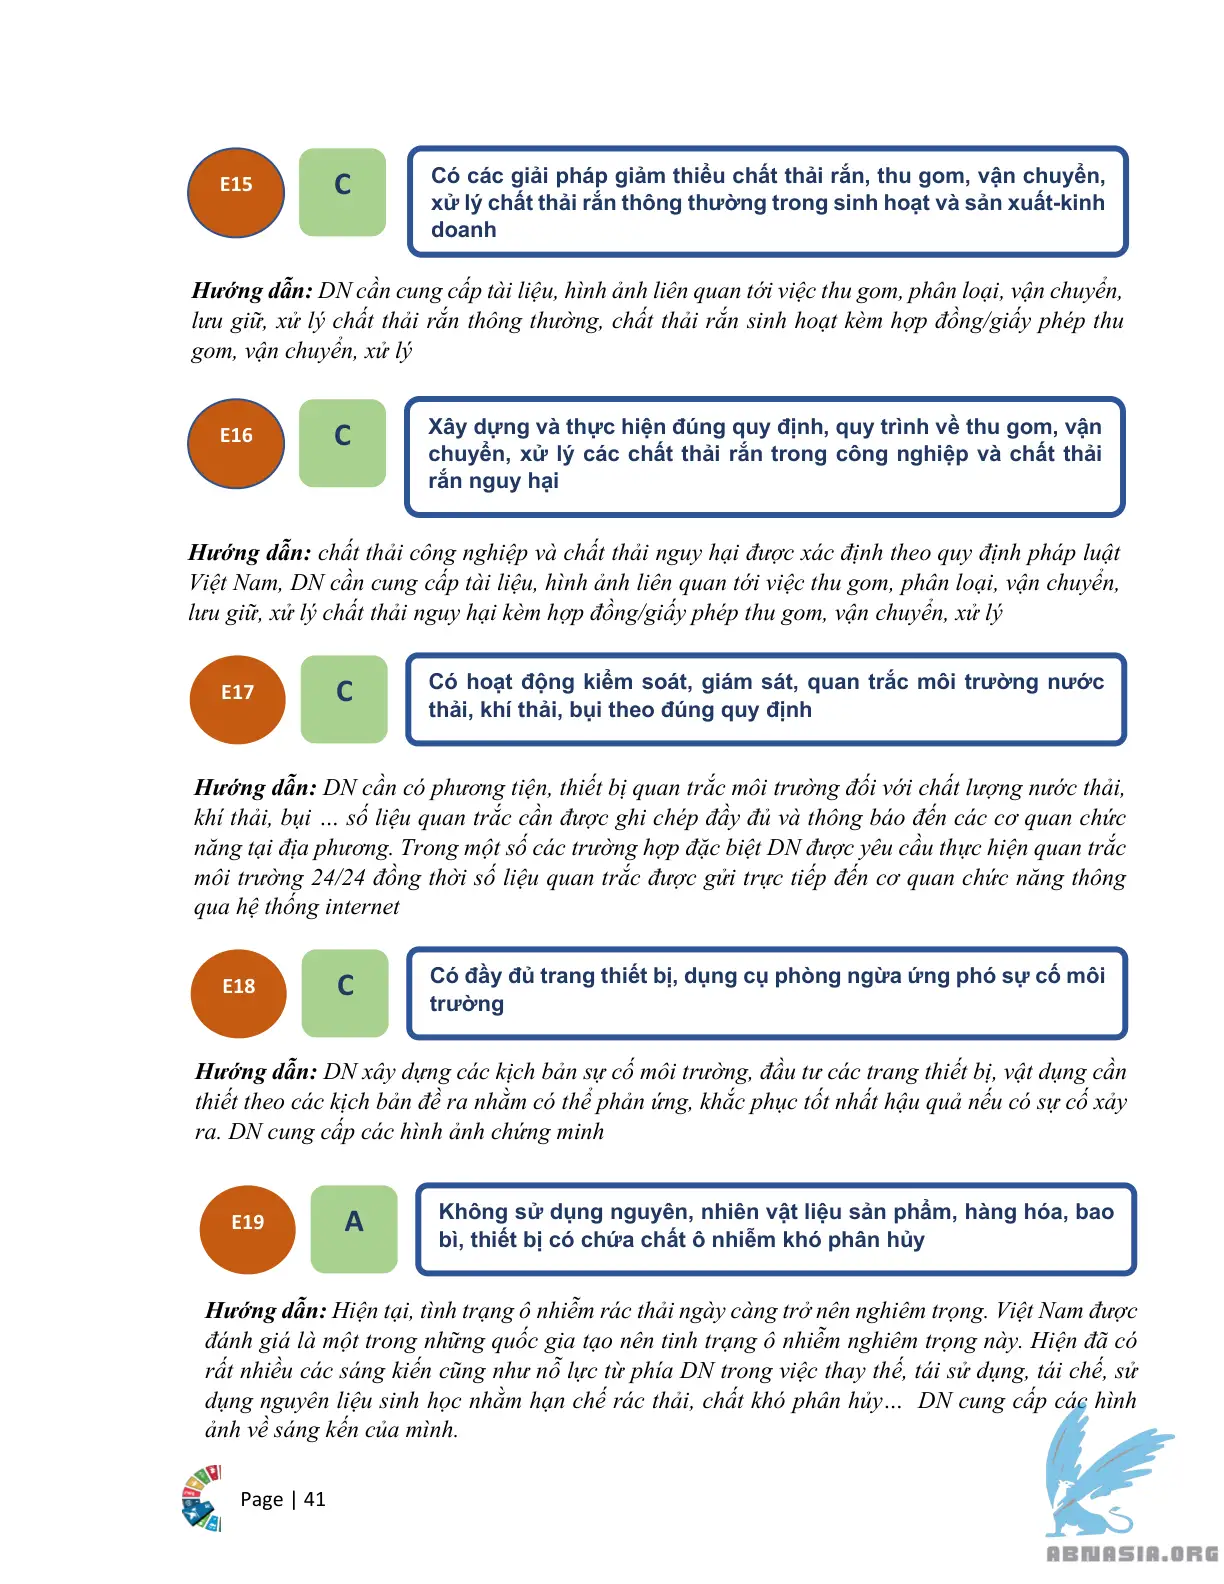 E15
C
Có các giải pháp giảm thiểu chất thải rắn, thu gom, vận chuyển,
xử lý chất thải rắn thông thường trong sinh hoạt và sản xuất-kinh
doanh
Hướng dẫn: DN cần cung cấp tài liệu, hình ảnh liên quan tới việc thu gom, phân loại, vận chuyển,
lưu giữ, xử lý chất thải rắn thông thường, chất thải rắn sinh hoạt kèm hợp đồng/giấy phép thu
gom, vận chuyển, xử lý
E16
C
Xây dựng và thực hiện đúng quy định, quy trình về thu gom, vận
chuyển, xử lý các chất thải rắn trong công nghiệp và chất thải
rắn nguy hại
Hướng dẫn: chất thải công nghiệp và chất thải nguy hại được xác định theo quy định pháp luật
Việt Nam, DN cần cung cấp tài liệu, hình ảnh liên quan tới việc thu gom, phân loại, vận chuyển,
lưu giữ, xử lý chất thải nguy hại kèm hợp đồng/giấy phép thu gom, vận chuyển, xử lý
E17
C
Có hoạt động kiểm soát, giám sát, quan trắc môi trường nước
thải, khí thải, bụi theo đúng quy định
Hướng dẫn: DN cần có phương tiện, thiết bị quan trắc môi trường đối với chất lượng nước thải,
khí thải, bụi … số liệu quan trắc cần được ghi chép đầy đủ và thông báo đến các cơ quan chức
năng tại địa phương. Trong một số các trường hợp đặc biệt DN được yêu cầu thực hiện quan trắc
môi trường 24/24 đồng thời số liệu quan trắc được gửi trực tiếp đến cơ quan chức năng thông
qua hệ thống internet
E18
C
Có đầy đủ trang thiết bị, dụng cụ phòng ngừa ứng phó sự cố môi
trường
Hướng dẫn: DN xây dựng các kịch bản sự cố môi trường, đầu tư các trang thiết bị, vật dụng cần
thiết theo các kịch bản đề ra nhằm có thể phản ứng, khắc phục tốt nhất hậu quả nếu có sự cố xảy
ra. DN cung cấp các hình ảnh chứng minh
E19
A
Không sử dụng nguyên, nhiên vật liệu sản phẩm, hàng hóa, bao
bì, thiết bị có chứa chất ô nhiễm khó phân hủy
Hướng dẫn: Hiện tại, tình trạng ô nhiễm rác thải ngày càng trở nên nghiêm trọng. Việt Nam được
đánh giá là một trong những quốc gia tạo nên tinh trạng ô nhiễm nghiêm trọng này. Hiện đã có
rất nhiều các sáng kiến cũng như nỗ lực từ phía DN trong việc thay thế, tái sử dụng, tái chế, sử
dụng nguyên liệu sinh học nhằm hạn chế rác thải, chất khó phân hủy… DN cung cấp các hình
ảnh về sáng kến của mình.
Page | 41
ABNASIA.ORG